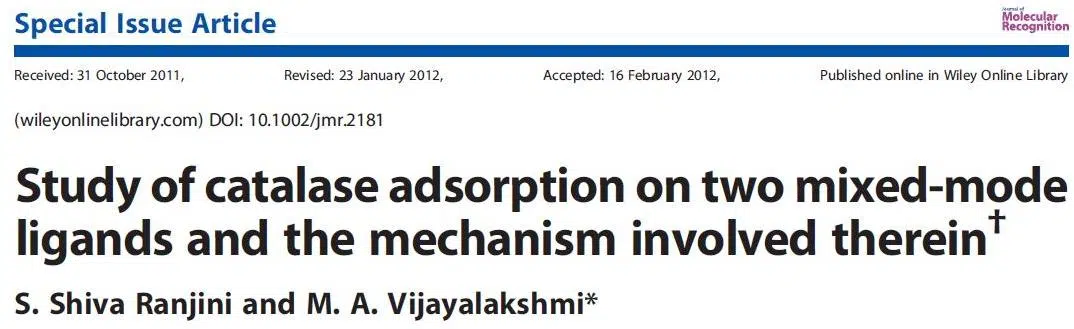 Special Issue Article
Journal of
Molecular
Recognition
Received: 31 October 2011,
Revised: 23 January 2012,
Accepted: 16 February 2012,
Published online in Wiley Online Library
(wileyonlinelibrary.com) DOI: 10.1002/jmr.2181
Study of catalase adsorption on two mixed-mode
ligands and the mechanism involved therein†
S. Shiva Ranjini and M. A. Vijayalakshmi*